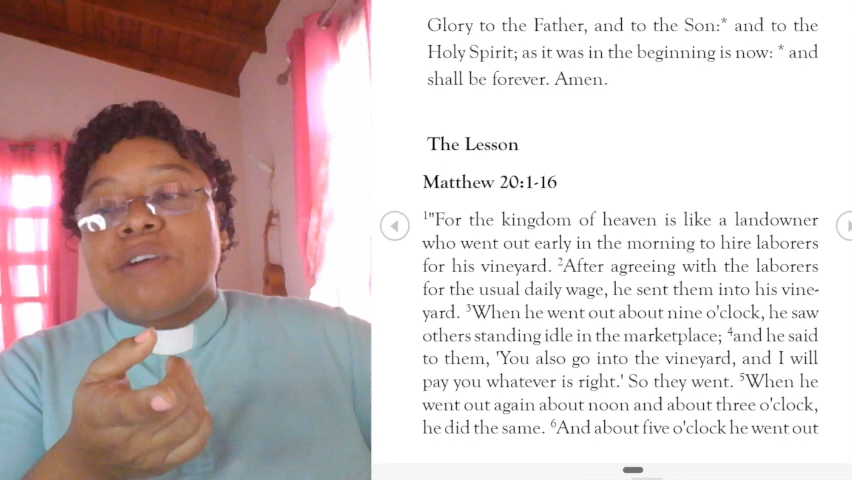 Glory to the Father, and to the Son:* and to the
Holy Spirit; as it was in the beginning is now: * and
shall be forever. Amen.
The Lesson
Matthew 20:1-16
1"For the kingdom of heaven is like a landowner
who went out early in the morning to hire laborers
for his vineyard. 2After agreeing with the laborers
for the usual daily wage, he sent them into his vine-
yard. 3When he went out about nine o'clock, he saw
others standing idle in the marketplace; 4and he said
to them, 'You also go into the vineyard, and I will
pay you whatever is right.' So they went. 5When he
went out again about noon and about three o'clock,
he did the same. 6And about five o'clock he went out